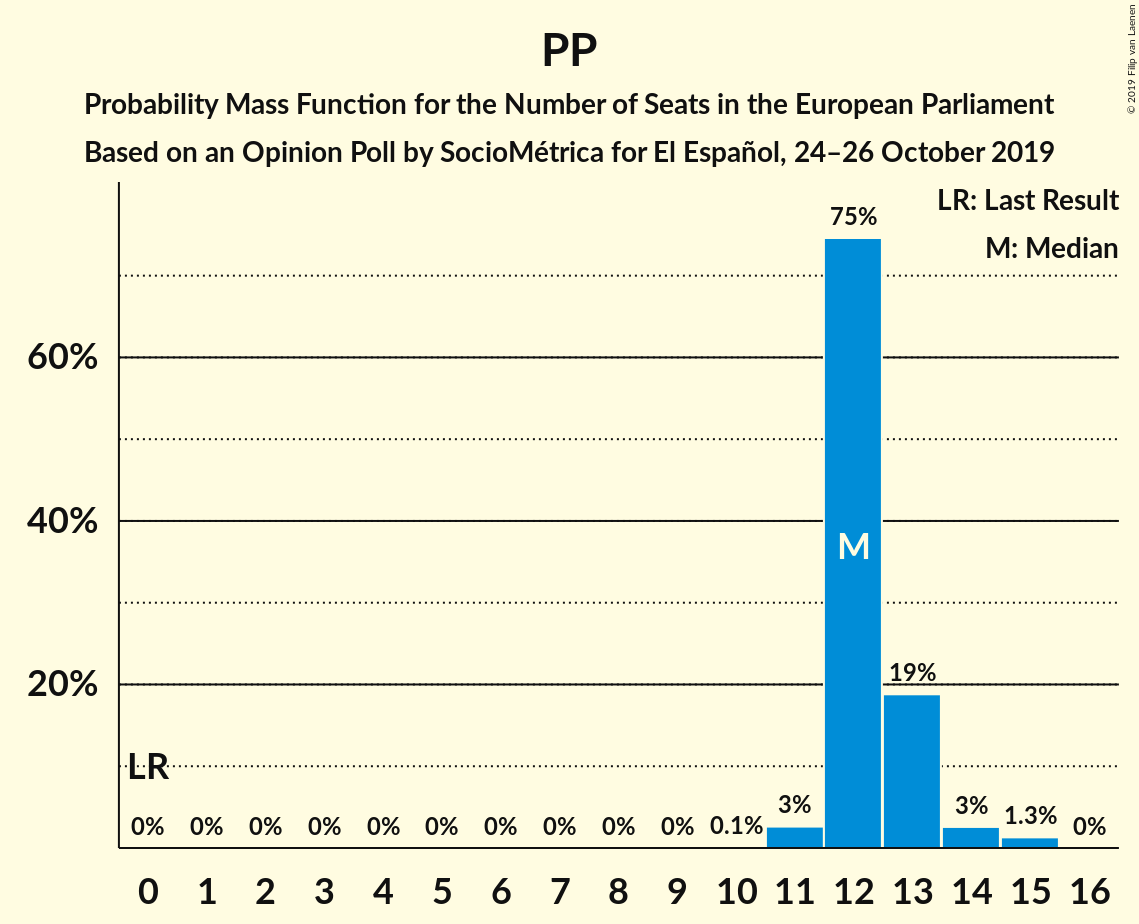 © 2019 Filip van Laenen
PP
Probability Mass Function for the Number of Seats in the European Parliament
Based on an Opinion Poll by SocioMétrica for El Español, 24–26 October 2019
LR: Last Result
M: Median
75%
60%
40%
M
20%
19%
LR
0% 0% 0% 0% 0% 0% 0% 0% 0% 0% 0.1% 3% 3% 1.3% 0%
0 1 2 3 4 5 6 7 8 9 10 11 12 13 14 15 16